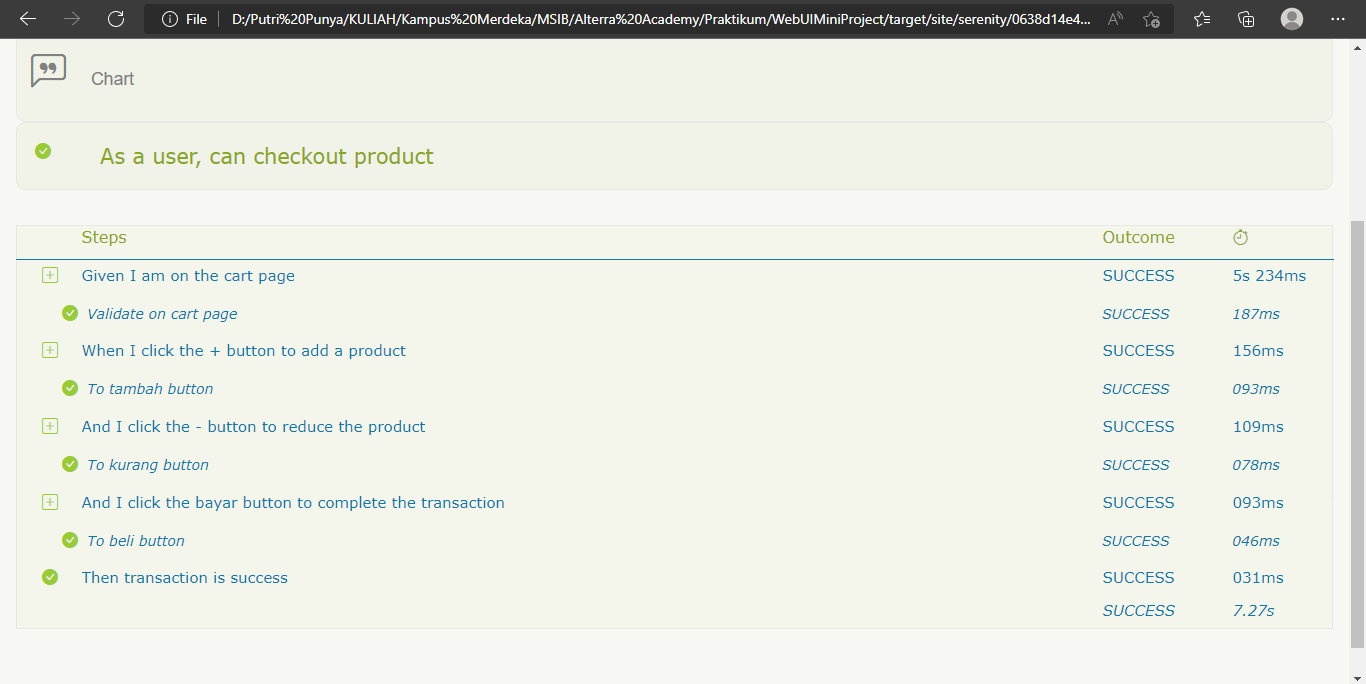 File D:/Putri%20Punya/KULIAH/Kampus%20Merdeka/MSIB/Alterra%20Academy/Praktikum/WebUIMiniProject/target/site/serenity/0638d14e4...
Chart
As a user, can checkout product
Steps Outcome
Given I am on the cart page SUCCESS 5s 234ms
Validate on cart page SUCCESS 187ms
When I click the + button to add a product SUCCESS 156ms
To tambah button SUCCESS 093ms
And I click the - button to reduce the product SUCCESS 109ms
To kurang button SUCCESS 078ms
And I click the bayar button to complete the transaction SUCCESS 093ms
To beli button SUCCESS 046ms
Then transaction is success SUCCESS 031ms
SUCCESS 7.27s